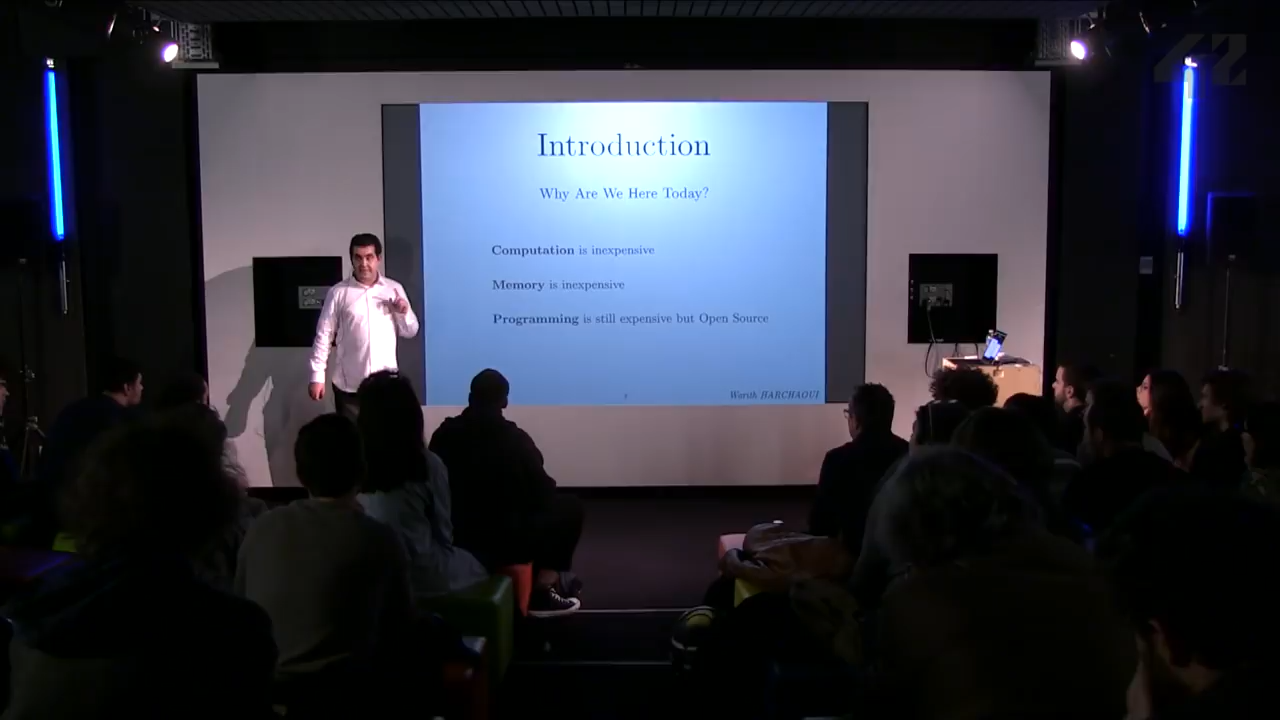 42
Introduction
Why Are We Here Today?
Computation is inexpensive
Memory is inexpensive
Programming is still expensive but Open Source
Warith HARCHAOUI